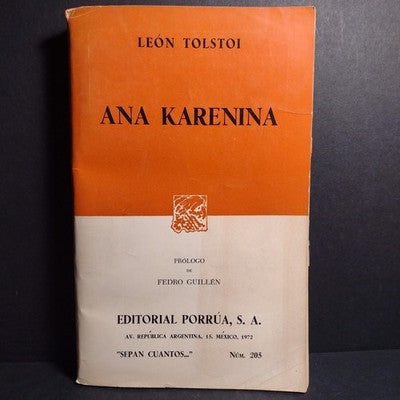 LEÓN TOLSTOI
ANA KARENINA
PRÓLOGO
DE
FEDRO GUILLÉN
EDITORIAL PORRÚA, S. A.
AV. REPÚBLICA ARGENTINA, 15. MÉXICO, 1972
"SEPAN CUANTOS..." NÚM. 205